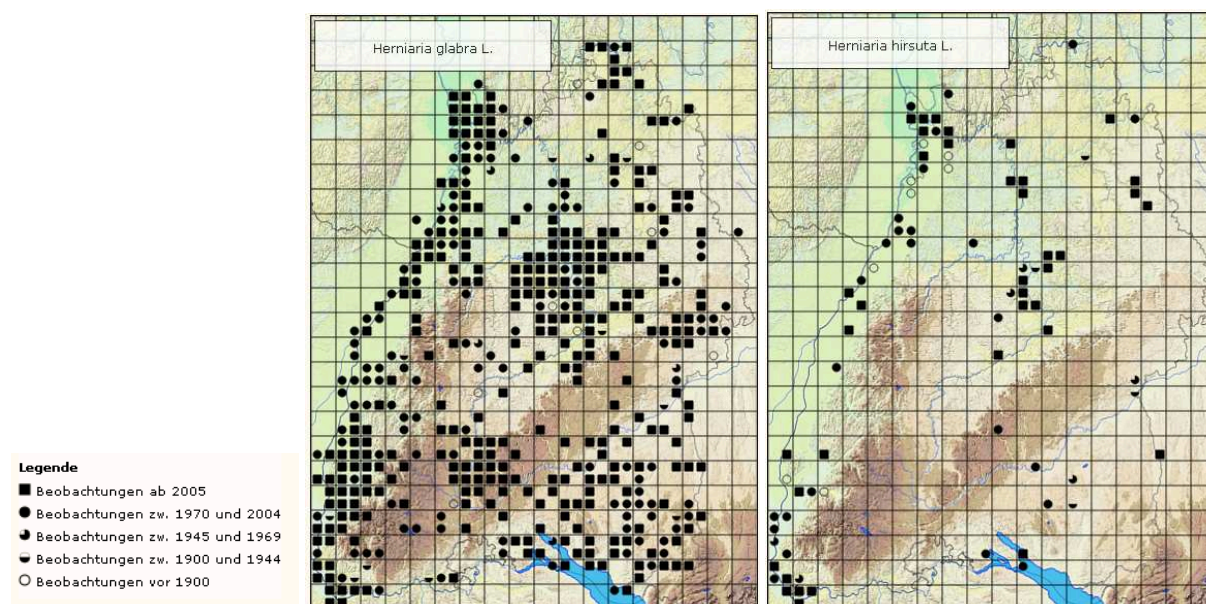 Herniaria glabra L.
Herniaria hirsuta L.
Legende
Beobachtungen ab 2005
Beobachtungen zw. 1970 und 2004
Beobachtungen zw. 1945 und 1969
Beobachtungen zw. 1900 und 1944
Beobachtungen vor 1900